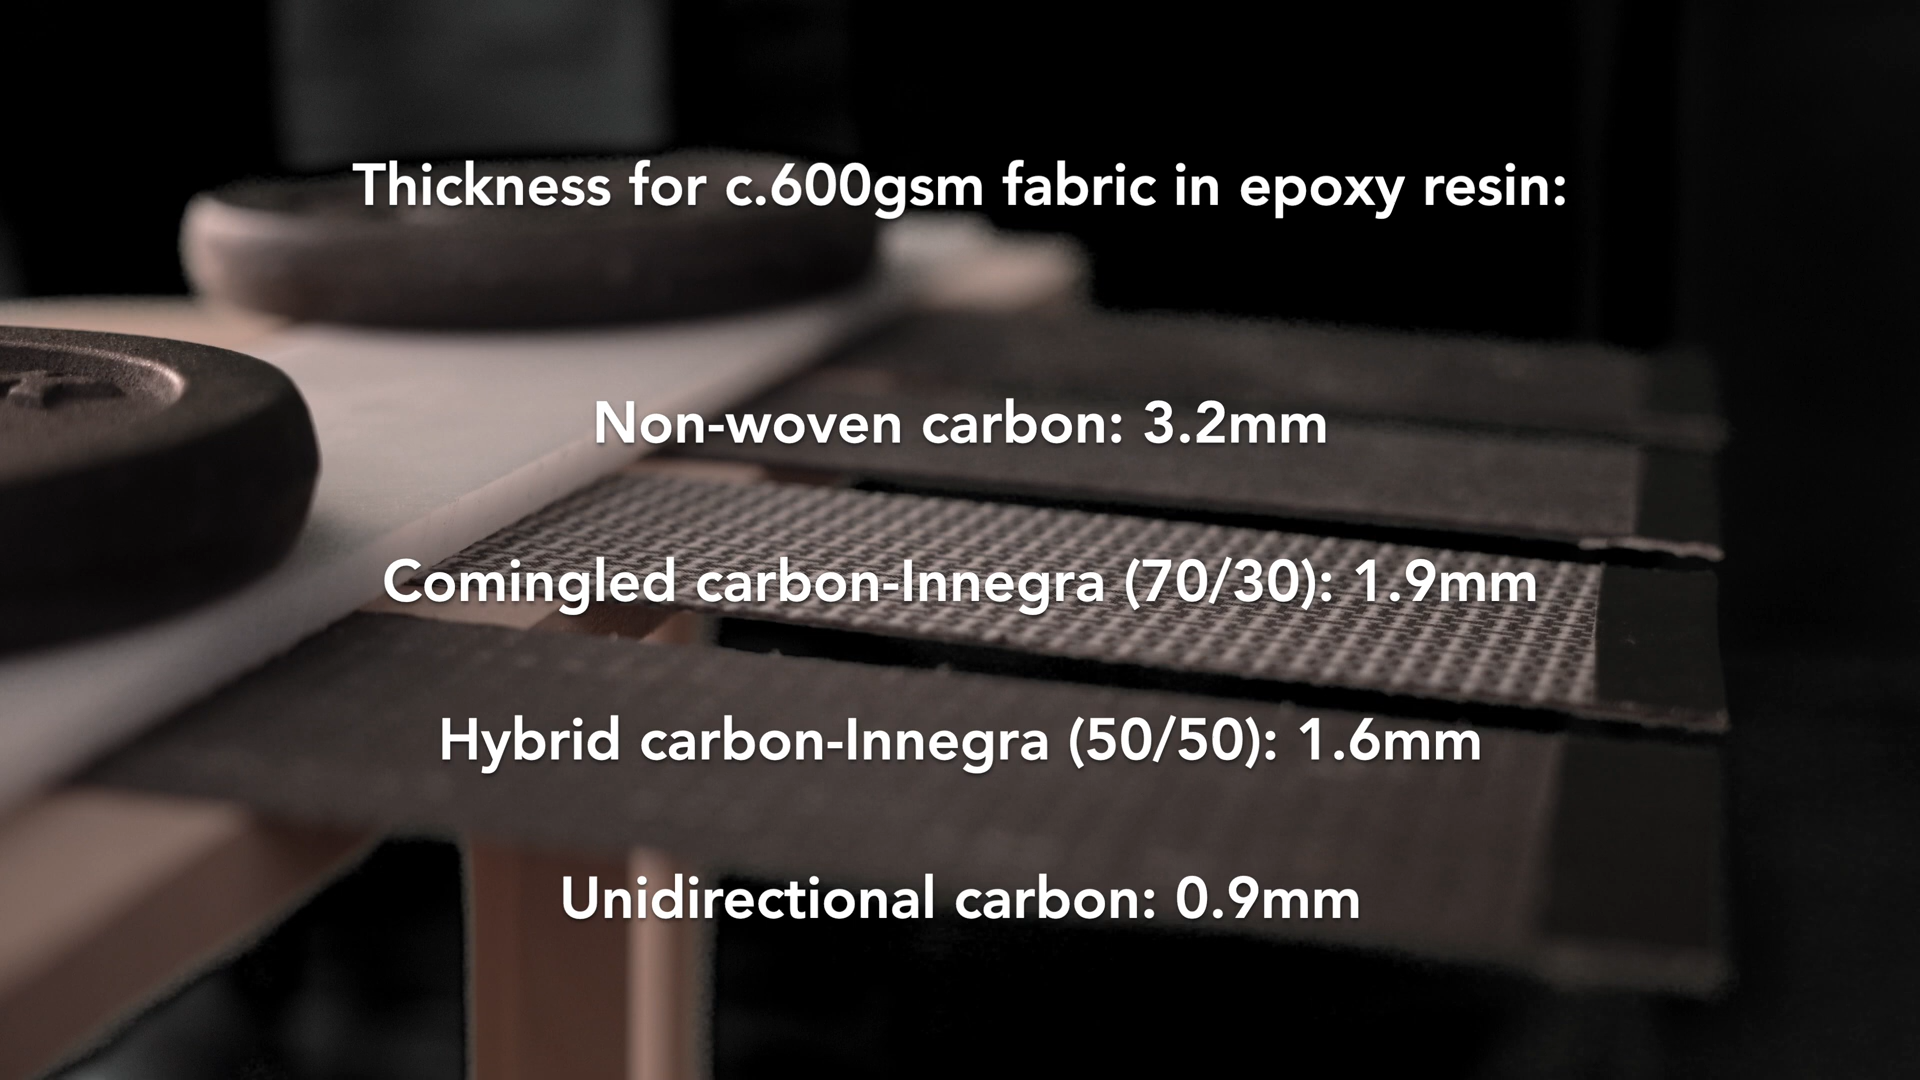 Thickness for c.600gsm fabric in epoxy resin:
Non-woven carbon: 3.2mm
Comingled carbon-Innegra (70/30): 1.9mm
Hybrid carbon-Innegra (50/50): 1.6mm
Unidirectional carbon: 0.9mm